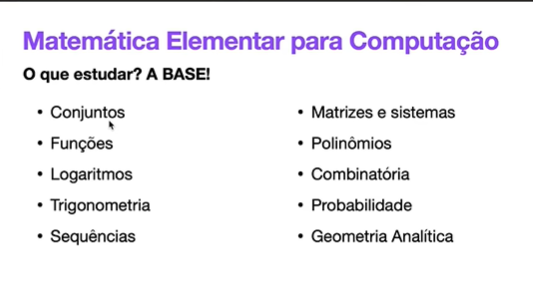 Matemática Elementar para Computação
O que estudar? A BASE!
• Conjuntos
• Funções
• Logaritmos
• Trigonometria
• Sequências
• Matrizes e sistemas
• Polinômios
• Combinatória
• Probabilidade
• Geometria Analítica